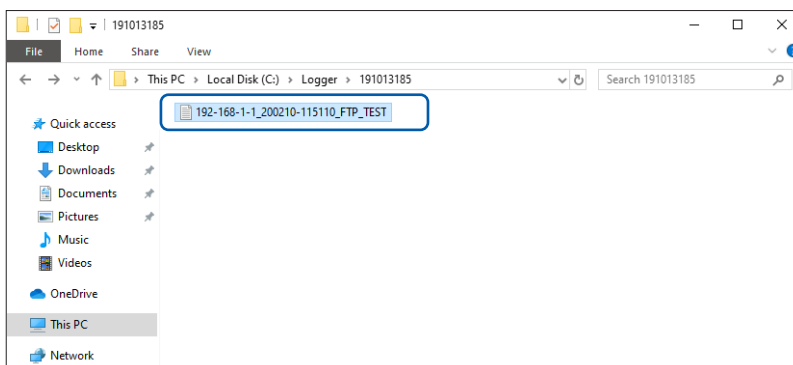 191013185
File Home Share View
This PC > Local Disk (C:) > Logger > 191013185
Search 191013185
192-168-1-1_200210-115110_FTP_TEST
Quick access
Desktop
Downloads
Documents
Pictures
Music
Videos
OneDrive
This PC
Network